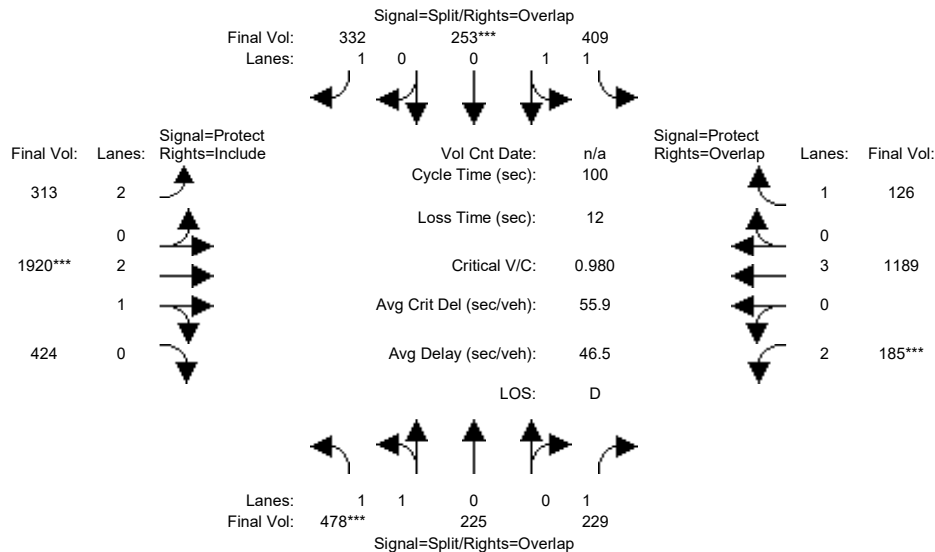 Signal=Split/Rights=Overlap
Final Vol: 332 253*** 409
Lanes: 1 0 0 1 1
Signal=Protect
Final Vol: Lanes: Rights=Include
Vol Cnt Date: n/a
Signal=Protect
Rights=Overlap Lanes: Final Vol:
Cycle Time (sec): 100
313 2
1 126
Loss Time (sec): 12
0
0
1920*** 2
Critical V/C: 0.980
3 1189
1
Avg Crit Del (sec/veh): 55.9
0
424 0
Avg Delay (sec/veh): 46.5
2 185***
LOS: D
Lanes: 1 1 0 0 1
Final Vol: 478*** 225 229
Signal=Split/Rights=Overlap